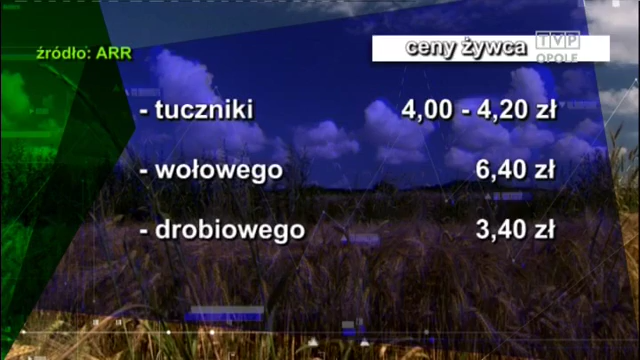 źródło: ARR
ceny żywca
TVP
OPOLE
- tuczniki 4,00 - 4,20 zł
- wołowego 6,40 zł
- drobiowego 3,40 zł